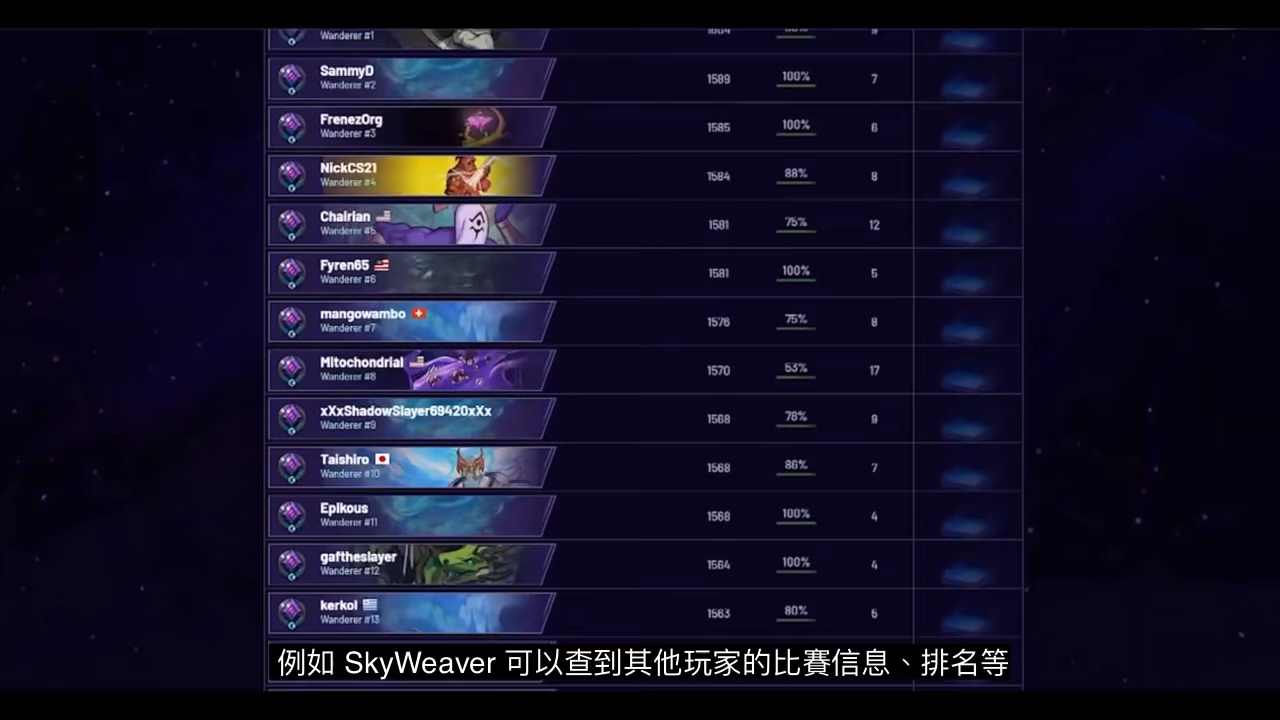 Wanderer #1
SammyD
Wanderer #2
1589 100% 7
FrenezOrg
Wanderer #3
1585 100% 6
NickCS21
Wanderer #4
1584 88% 8
Chairian
Wanderer #5
1581 75% 12
Fyren65
Wanderer #6
1581 100% 5
mangowambo
Wanderer #7
1576 75% 8
Mitochondrial
Wanderer #8
1570 53% 17
xXxShadowSlayer69420xXx
Wanderer #9
1568 78% 9
Taishiro
Wanderer #10
1568 86% 7
Epikous
Wanderer #11
1568 100% 4
gaftheslayer
Wanderer #12
1564 100% 4
kerkol
Wanderer #13
1563 80% 5
例如 SkyWeaver 可以查到其他玩家的比賽信息、排名等